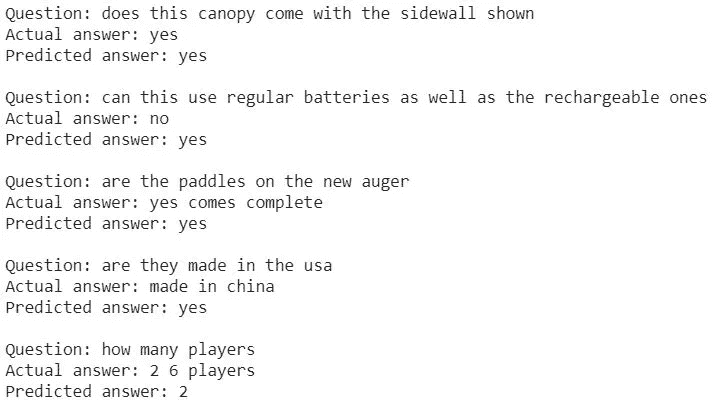 Question: does this canopy come with the sidewall shown
Actual answer: yes
Predicted answer: yes
Question: can this use regular batteries as well as the rechargeable ones
Actual answer: no
Predicted answer: yes
Question: are the paddles on the new auger
Actual answer: yes comes complete
Predicted answer: yes
Question: are they made in the usa
Actual answer: made in china
Predicted answer: yes
Question: how many players
Actual answer: 2 6 players
Predicted answer: 2